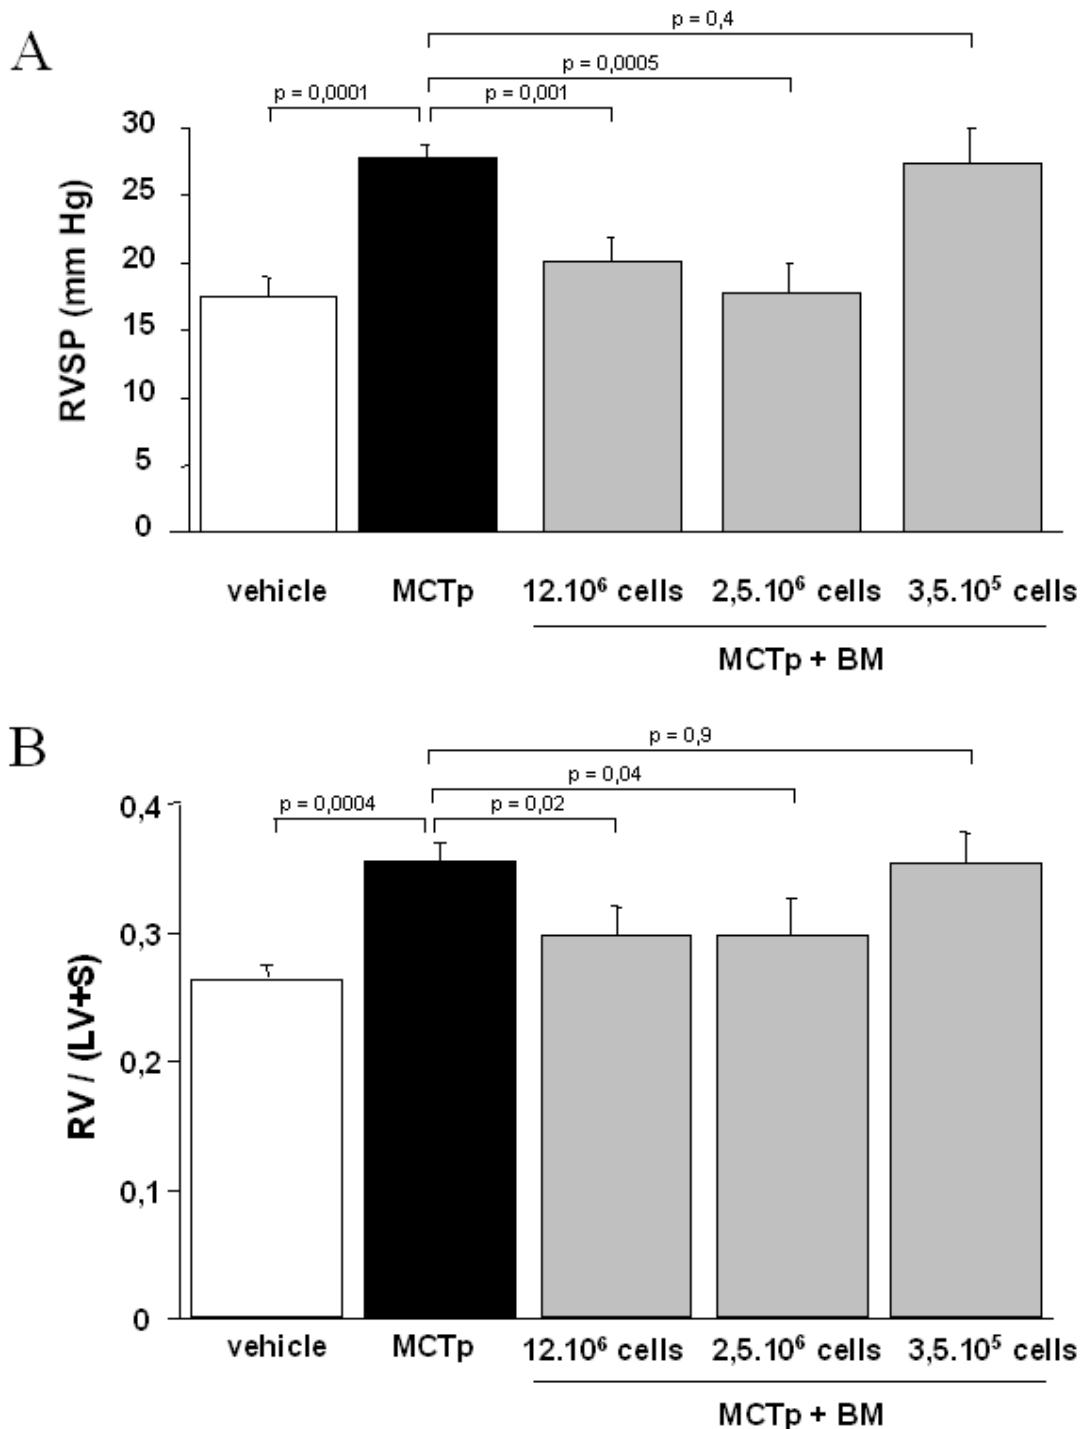 A
p = 0,4
p = 0,0005
p = 0,0001
p = 0,001
RVSP (mm Hg)
30
25
20
15
10
5
0
vehicle
MCTp
12.10⁶ cells
2,5.10⁶ cells
3,5.10⁵ cells
MCTp + BM
B
p = 0,9
p = 0,04
p = 0,0004
p = 0,02
RV / (LV+S)
0,4
0,3
0,2
0,1
0
vehicle
MCTp
12.10⁶ cells
2,5.10⁶ cells
3,5.10⁵ cells
MCTp + BM